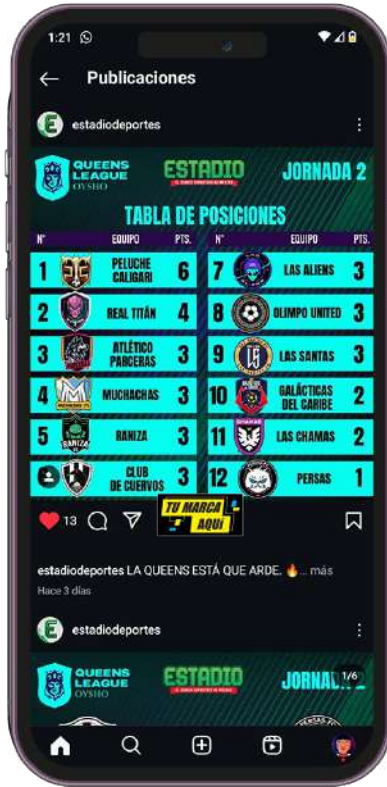 1:21
Publicaciones
estadiodeportes
QUEENS
LEAGUE
OYSHO
ESTADIO
JORNADA 2
TABLA DE POSICIONES
N° EQUIPO PTS. N° EQUIPO PTS.
1 PELUCHE CALIGARI 6 7 LAS ALIENS 3
2 REAL TITÁN 4 8 OLIMPO UNITED 3
3 ATLÉTICO PARCERAS 3 9 LAS SANTAS 3
4 MUCHACHAS 3 10 GALÁCTICAS DEL CARIBE 2
5 RANIZA 3 11 LAS CHAMAS 2
CLUB DE CUERVOS 3 12 PERSAS 1
TU MARCA
AQUÍ
13
estadiodeportes LA QUEENS ESTÁ QUE ARDE. 🔥... más
Hace 3 días
estadiodeportes
QUEENS
LEAGUE
OYSHO
ESTADIO
JORNADA 2
1/6